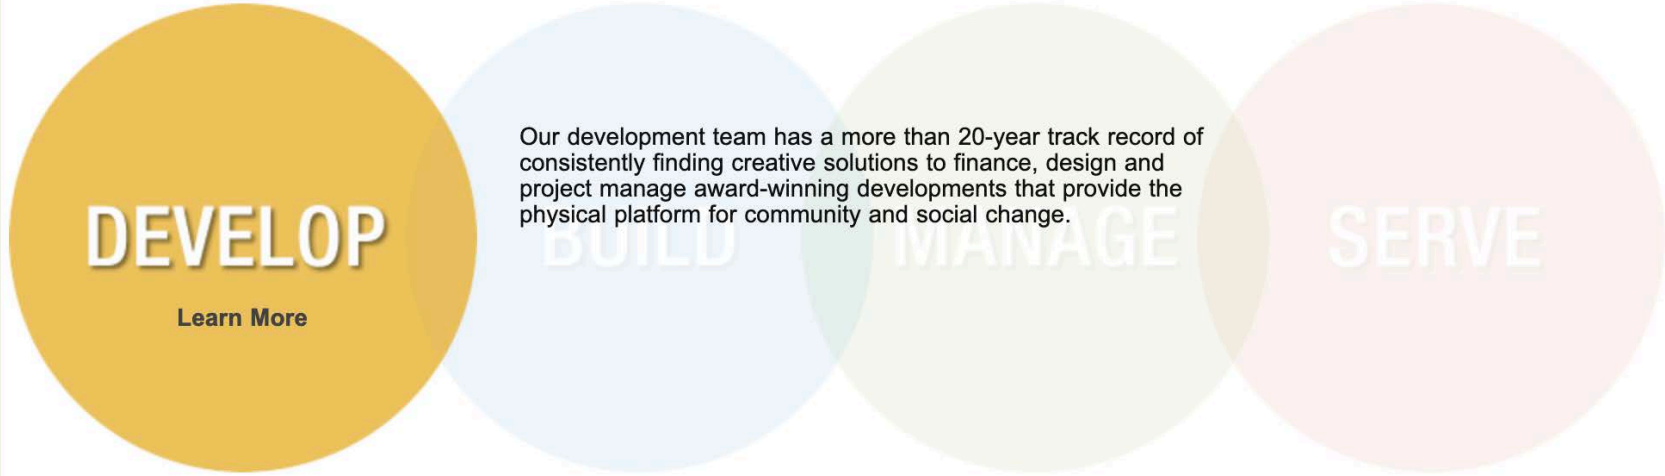 Our development team has a more than 20-year track record of
consistently finding creative solutions to finance, design and
project manage award-winning developments that provide the
physical platform for community and social change.
DEVELOP
BUILD
MANAGE
SERVE
Learn More